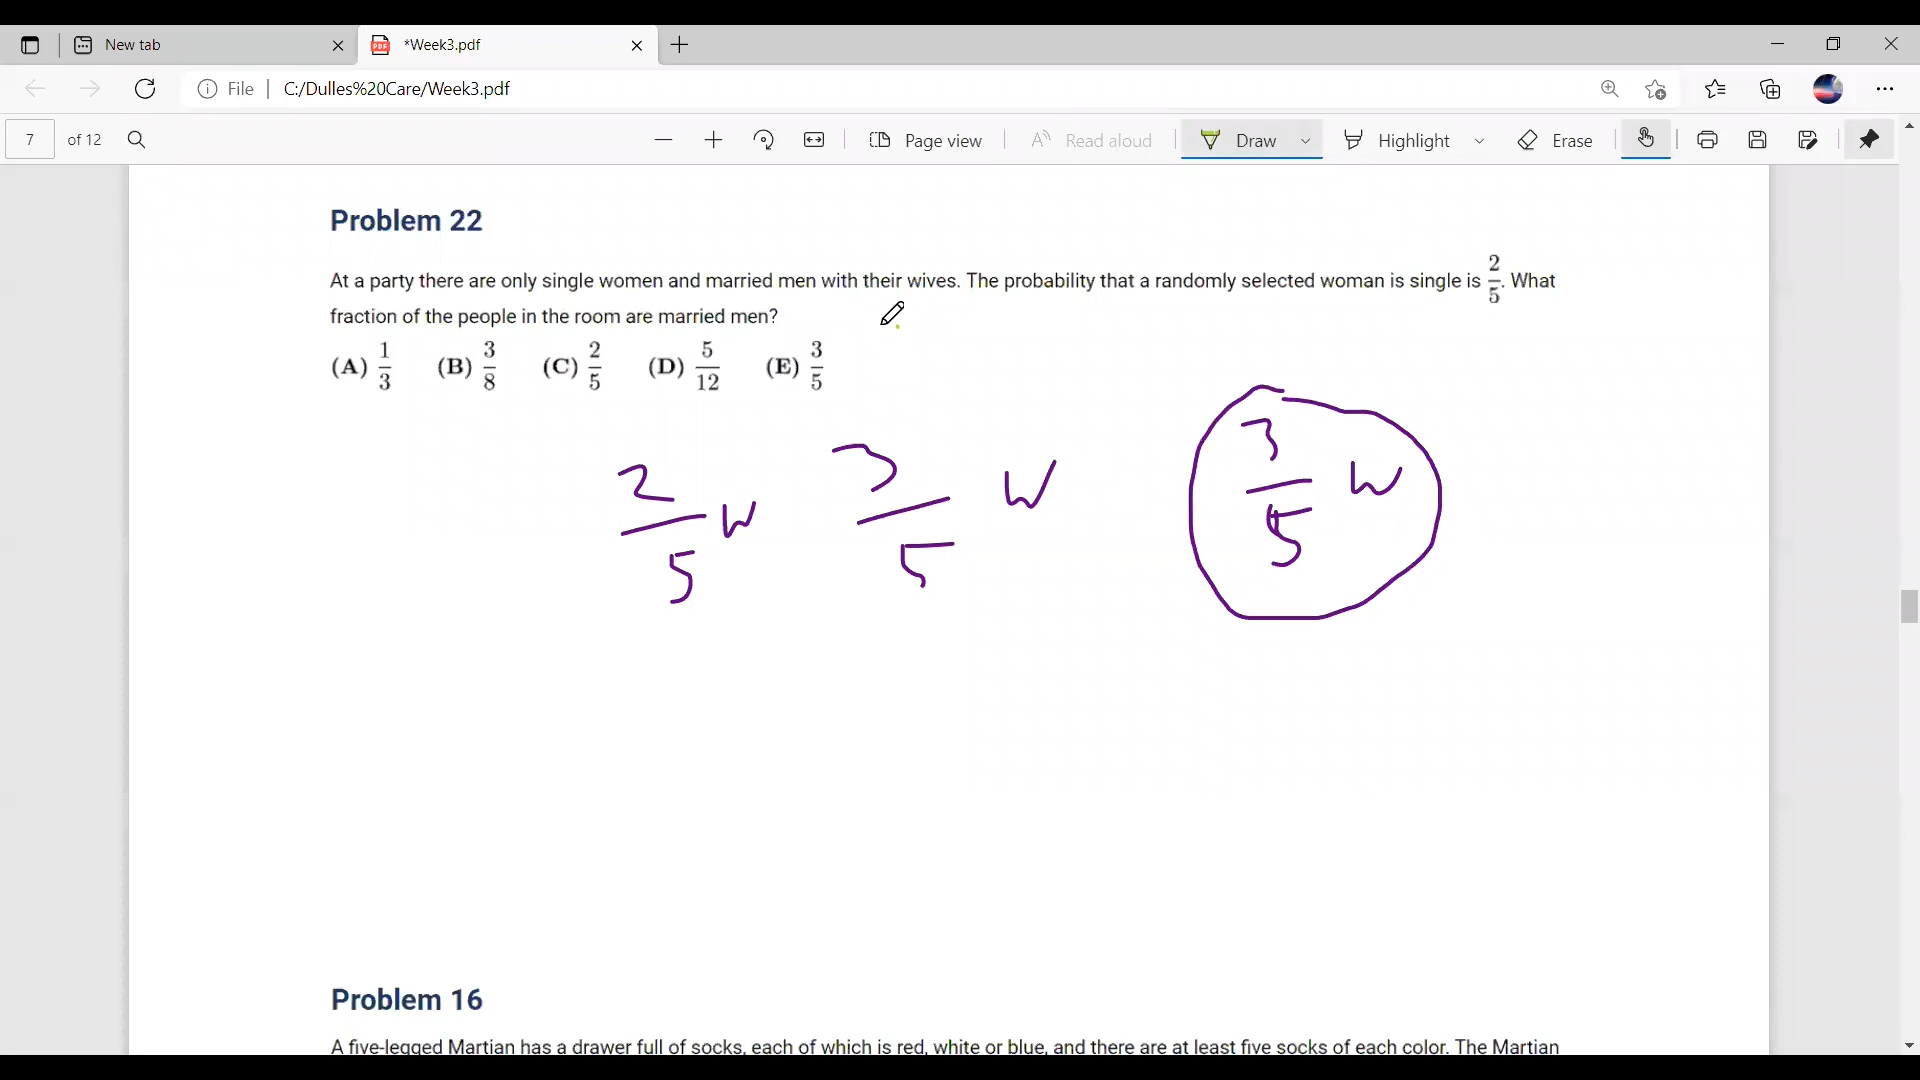 New tab
*Week3.pdf
File | C:/Dulles%20Care/Week3.pdf
7 of 12
Page view
Read aloud
Draw
Highlight
Erase
Problem 22
At a party there are only single women and married men with their wives. The probability that a randomly selected woman is single is 2/5. What
fraction of the people in the room are married men?
(A) 1/3 (B) 3/8 (C) 2/5 (D) 5/12 (E) 3/5
2/5 W 3/5 W 3/5 W
Problem 16
A five-legged Martian has a drawer full of socks, each of which is red, white or blue, and there are at least five socks of each color. The Martian